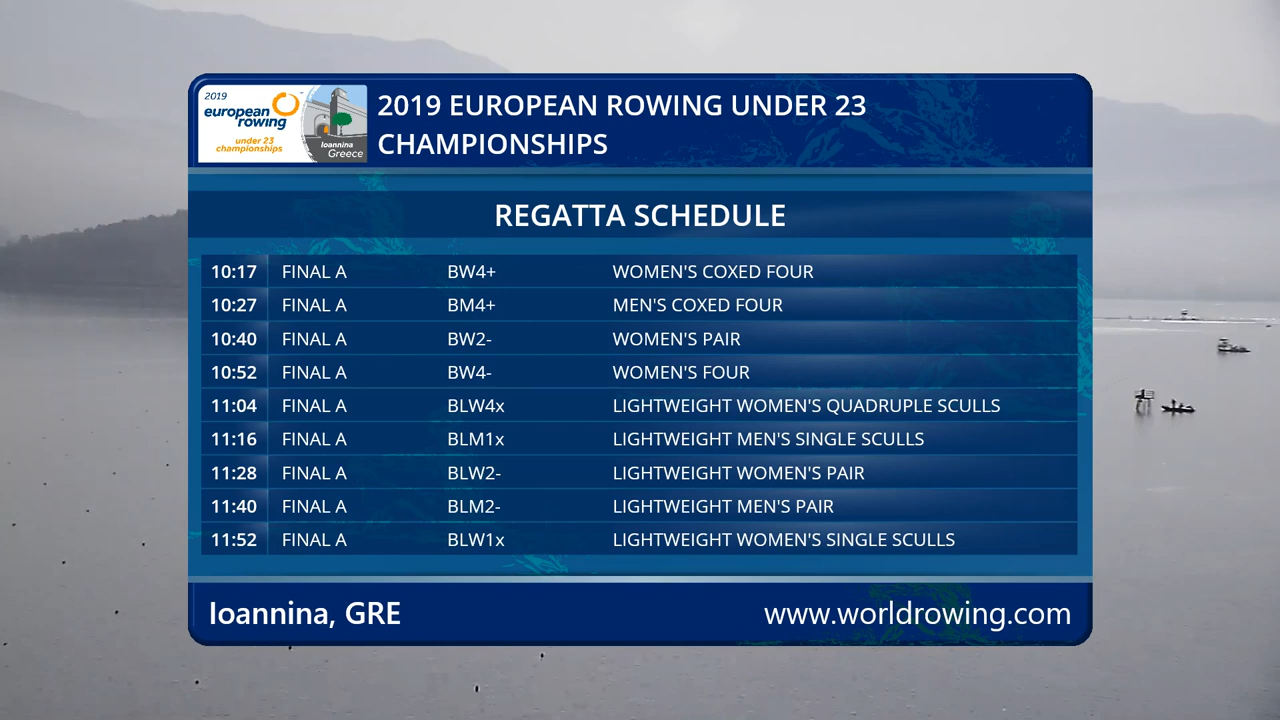 2019
european
rowing
under 23
championships
Ioannina
Greece
2019 EUROPEAN ROWING UNDER 23
CHAMPIONSHIPS
REGATTA SCHEDULE
10:17 FINAL A BW4+ WOMEN'S COXED FOUR
10:27 FINAL A BM4+ MEN'S COXED FOUR
10:40 FINAL A BW2- WOMEN'S PAIR
10:52 FINAL A BW4- WOMEN'S FOUR
11:04 FINAL A BLW4x LIGHTWEIGHT WOMEN'S QUADRUPLE SCULLS
11:16 FINAL A BLM1x LIGHTWEIGHT MEN'S SINGLE SCULLS
11:28 FINAL A BLW2- LIGHTWEIGHT WOMEN'S PAIR
11:40 FINAL A BLM2- LIGHTWEIGHT MEN'S PAIR
11:52 FINAL A BLW1x LIGHTWEIGHT WOMEN'S SINGLE SCULLS
Ioannina, GRE www.worldrowing.com